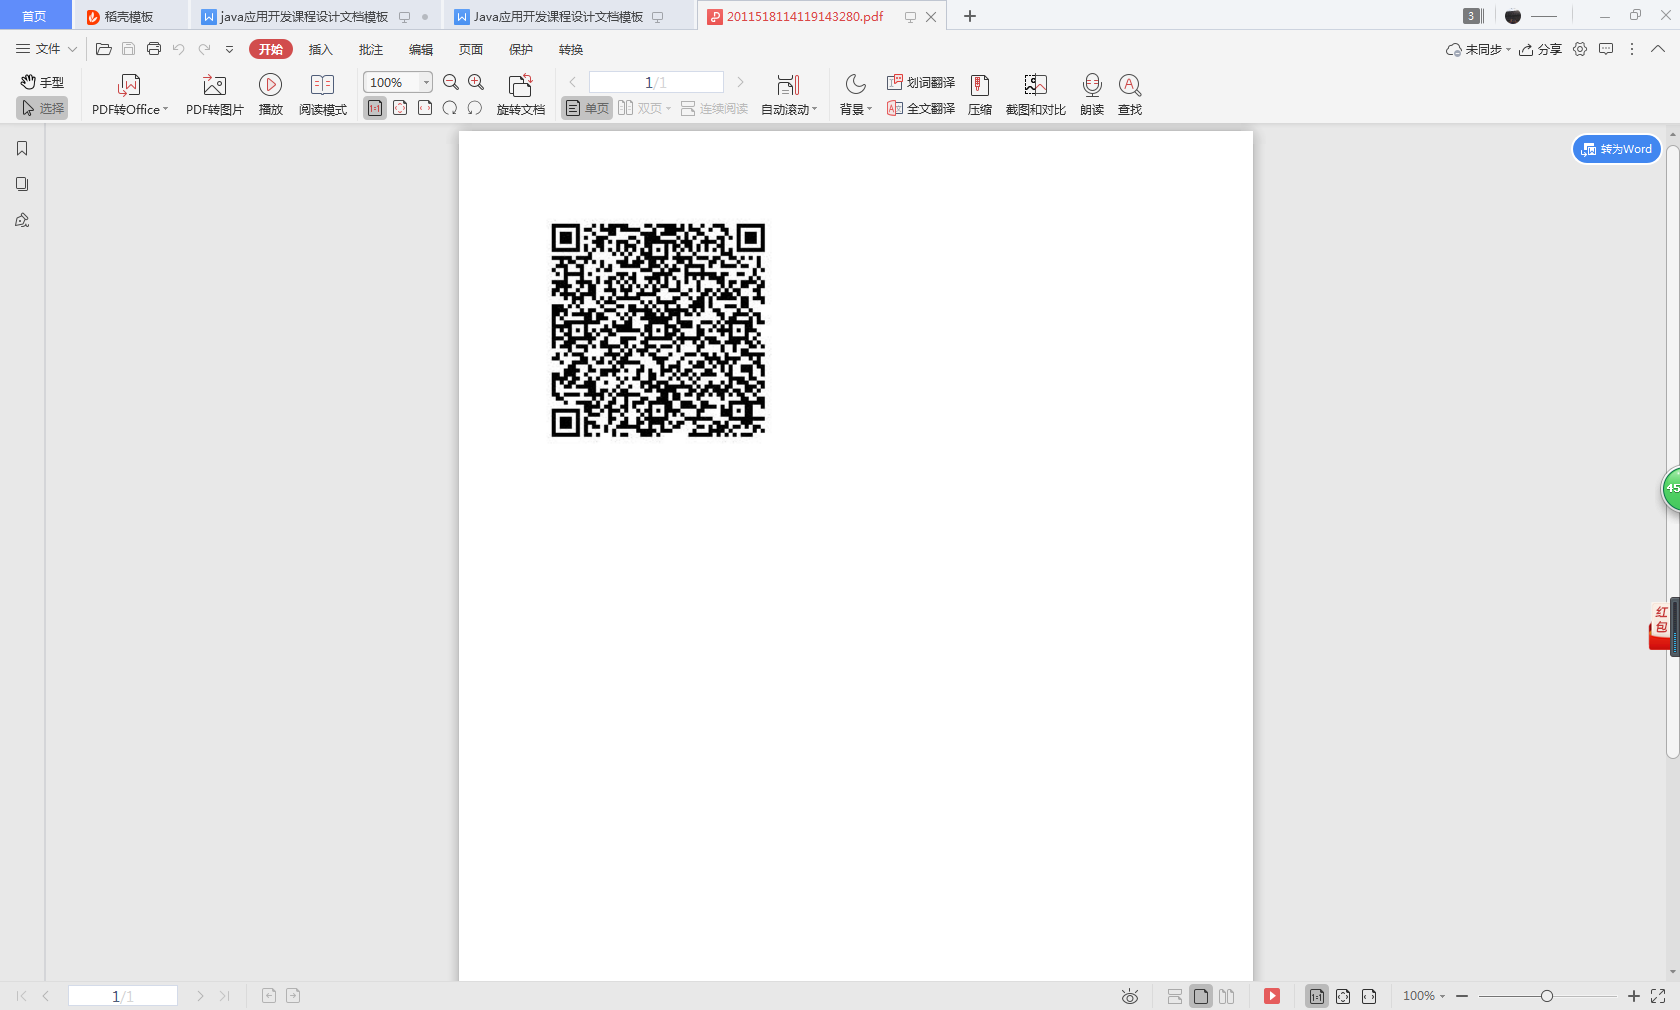 首页
稻壳模板
java应用开发课程设计文档模板
Java应用开发课程设计文档模板
2011518114119143280.pdf
3
文件
开始
插入
批注
编辑
页面
保护
转换
未同步
分享
手型
选择
PDF转Office
PDF转图片
播放
阅读模式
100%
旋转文档
1/1
单页
双页
连续阅读
自动滚动
背景
划词翻译
全文翻译
压缩
截图和对比
朗读
查找
转为Word
45
红
包
1/1
100%